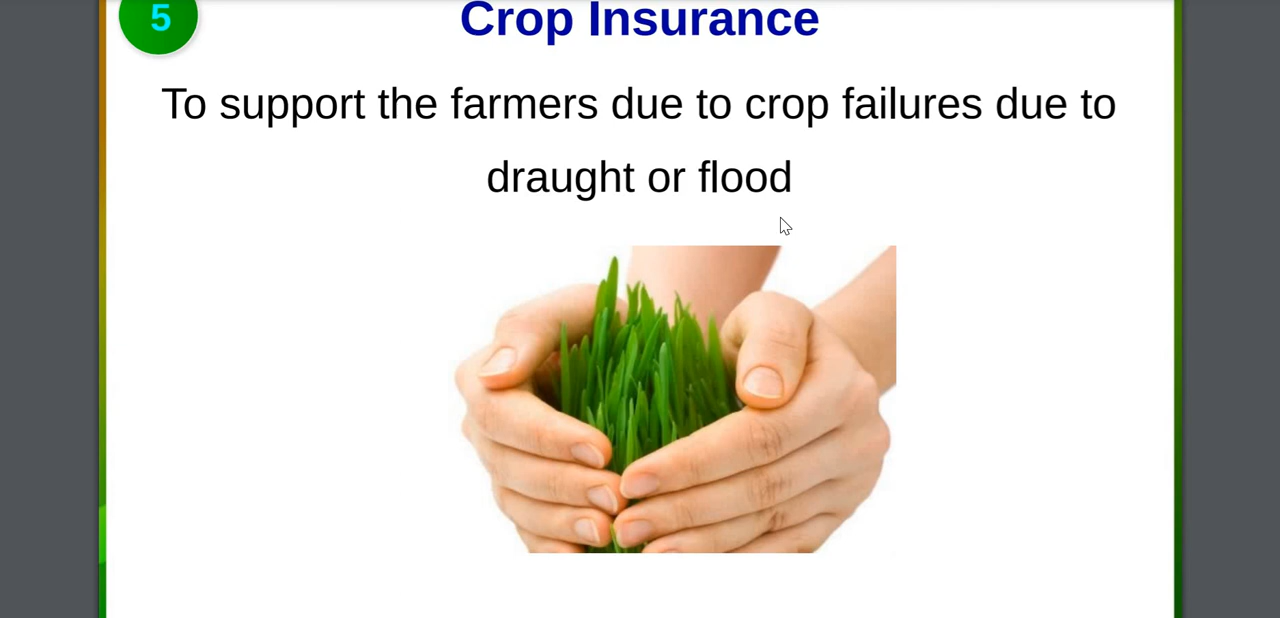 5
Crop Insurance
To support the farmers due to crop failures due to
draught or flood